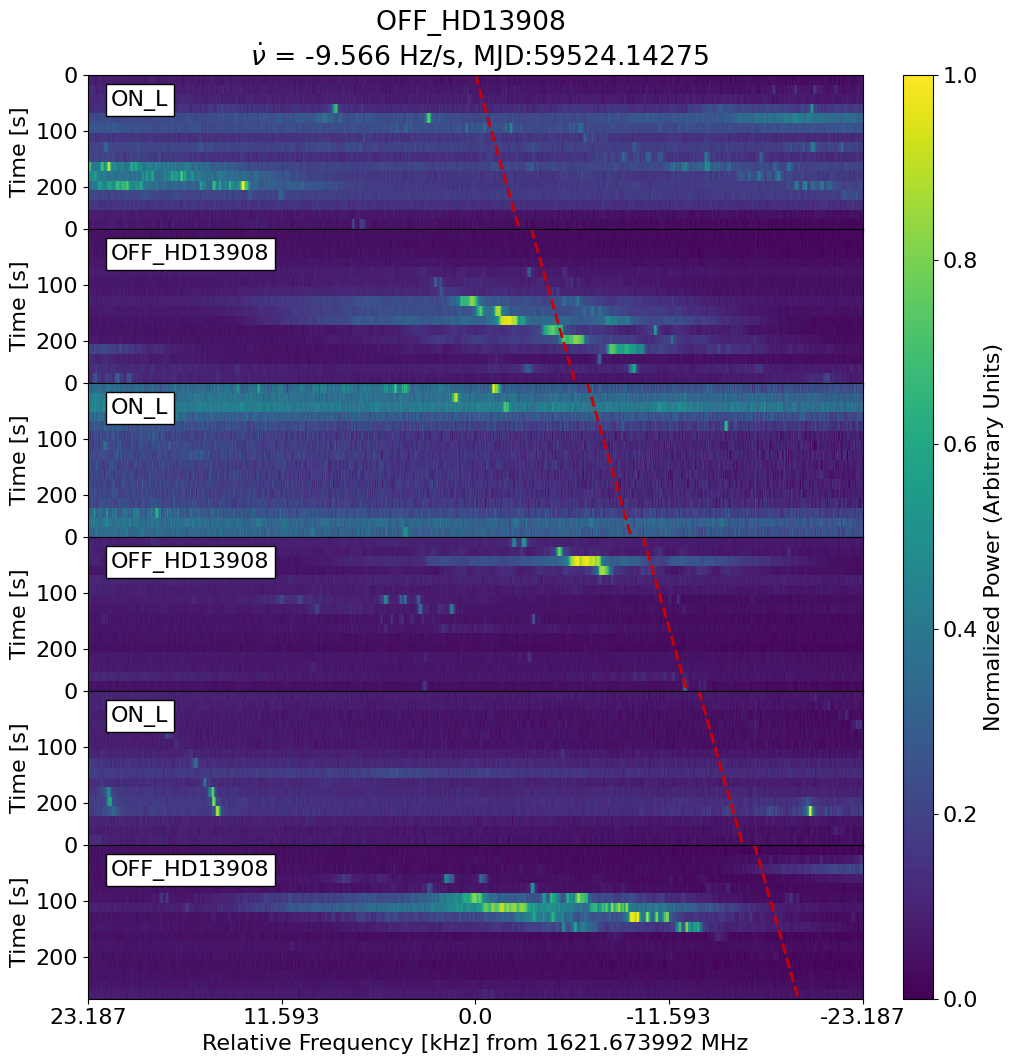 OFF_HD13908
ν̇ = -9.566 Hz/s, MJD:59524.14275
0
ON_L
100
Time [s]
200
0
OFF_HD13908
100
Time [s]
200
0
ON_L
100
Time [s]
200
0
OFF_HD13908
100
Time [s]
200
0
ON_L
100
Time [s]
200
0
OFF_HD13908
100
Time [s]
200
23.187 11.593 0.0 -11.593 -23.187
Relative Frequency [kHz] from 1621.673992 MHz
1.0
0.8
0.6
0.4
0.2
0.0
Normalized Power (Arbitrary Units)